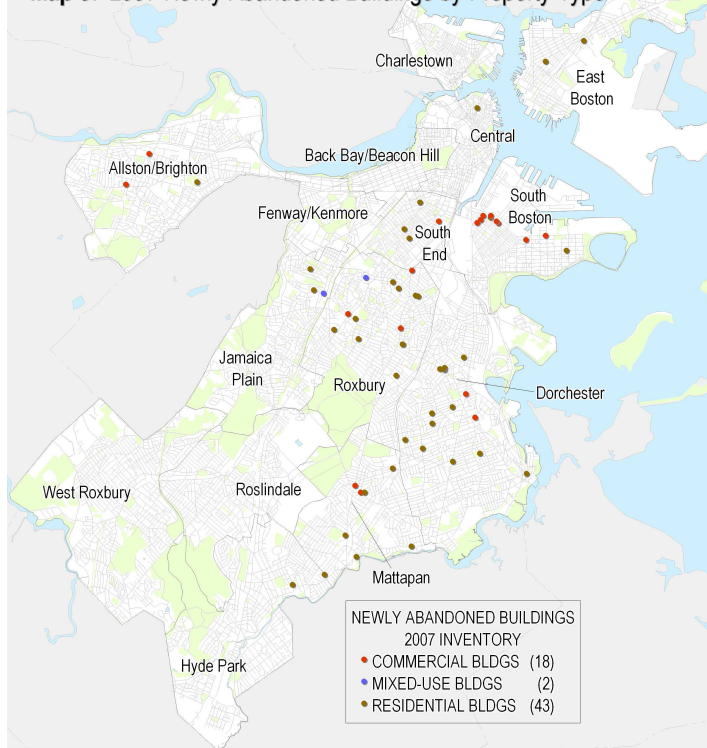 Charlestown
East
Boston
Central
Back Bay/Beacon Hill
Allston/Brighton
South
Boston
Fenway/Kenmore
South
End
Jamaica
Plain
Roxbury
Dorchester
West Roxbury
Roslindale
Mattapan
Hyde Park
NEWLY ABANDONED BUILDINGS
2007 INVENTORY
COMMERCIAL BLDGS (18)
MIXED-USE BLDGS (2)
RESIDENTIAL BLDGS (43)